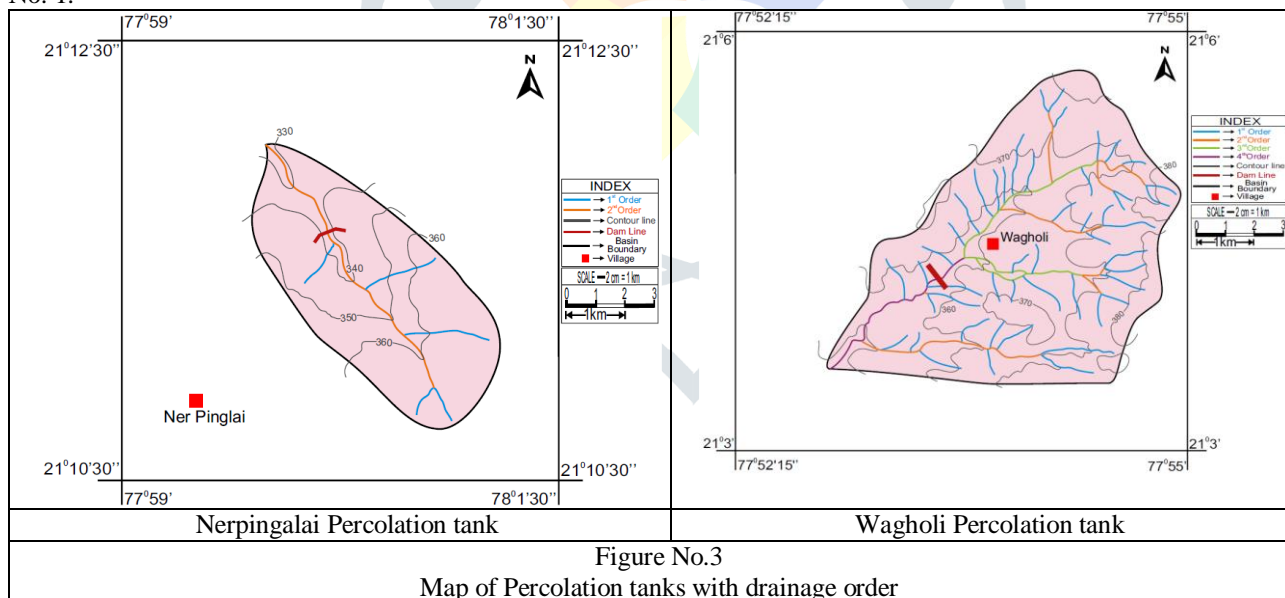 No. 1.
77°59'
78°1'30''
21°12'30''
21°12'30''
N
330
360
340
350
360
Ner Pinglai
INDEX
1st Order
2nd Order
Contour line
Dam Line
Basin
Boundary
Village
SCALE 2 cm = 1 km
0 1 2 3
1km
21°10'30''
21°10'30''
77°59'
78°1'30''
Nerpingalai Percolation tank
77°52'15''
77°55'
21°6'
21°6'
N
370
380
Wagholi
360
370
380
INDEX
1st Order
2nd Order
3rd Order
4th Order
Contour line
Dam Line
Basin
Boundary
Village
SCALE 2 cm = 1 km
0 1 2 3
1km
21°3'
21°3'
77°52'15''
77°55'
Wagholi Percolation tank
Figure No.3
Map of Percolation tanks with drainage order